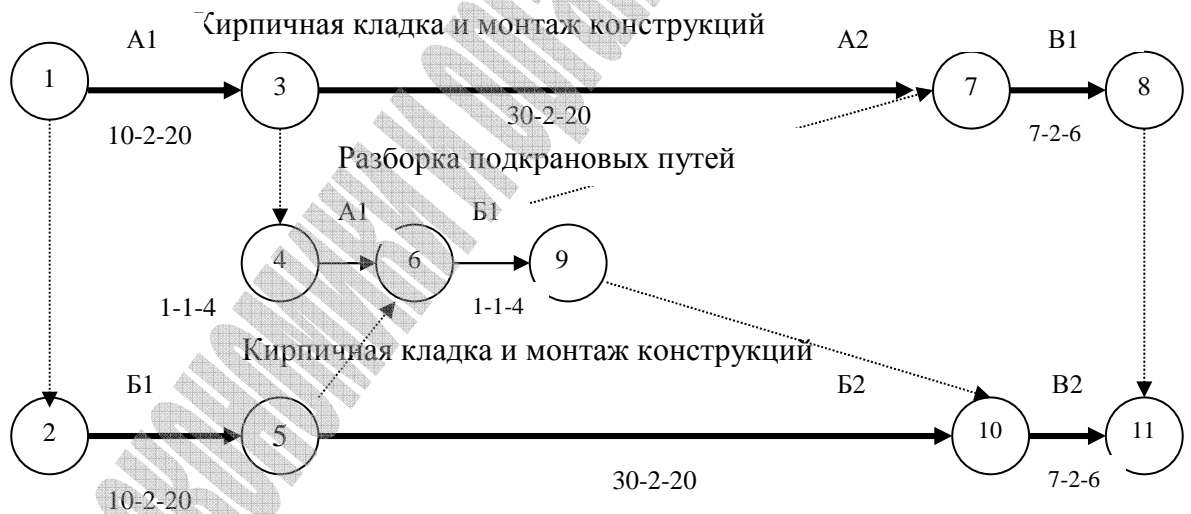 Кирпичная кладка и монтаж конструкций
А1 А2 В1
1 3 7 8
10-2-20 30-2-20 7-2-6
Разборка подкрановых путей
А1 Б1
4 6 9
1-1-4 1-1-4
Кирпичная кладка и монтаж конструкций
Б1 Б2 В2
2 5 10 11
10-2-20 30-2-20 7-2-6